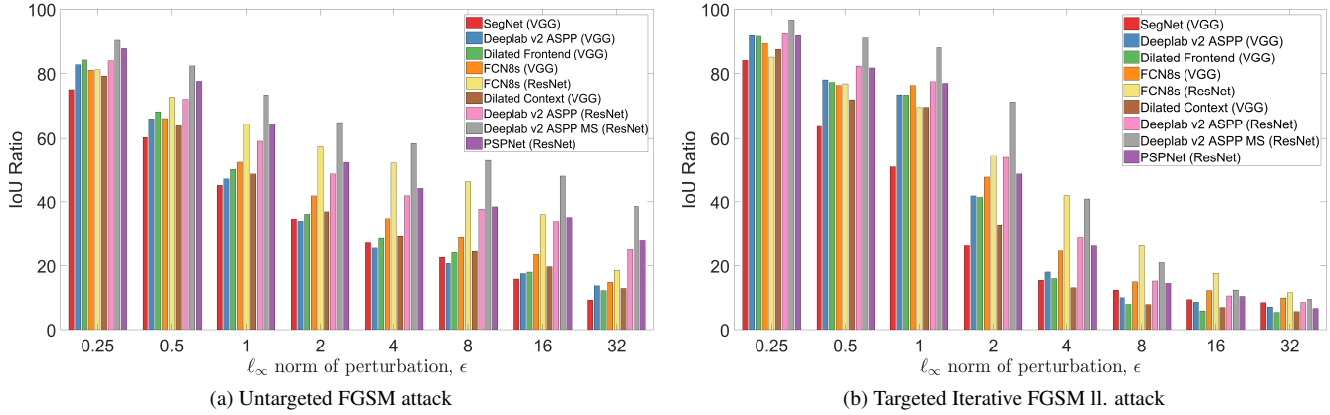 100
80
60
40
20
0
IoU Ratio
SegNet (VGG)
Deeplab v2 ASPP (VGG)
Dilated Frontend (VGG)
FCN8s (VGG)
FCN8s (ResNet)
Dilated Context (VGG)
Deeplab v2 ASPP (ResNet)
Deeplab v2 ASPP MS (ResNet)
PSPNet (ResNet)
0.25 0.5 1 2 4 8 16 32
ℓ∞ norm of perturbation, ϵ
(a) Untargeted FGSM attack
100
80
60
40
20
0
IoU Ratio
SegNet (VGG)
Deeplab v2 ASPP (VGG)
Dilated Frontend (VGG)
FCN8s (VGG)
FCN8s (ResNet)
Dilated Context (VGG)
Deeplab v2 ASPP (ResNet)
Deeplab v2 ASPP MS (ResNet)
PSPNet (ResNet)
0.25 0.5 1 2 4 8 16 32
ℓ∞ norm of perturbation, ϵ
(b) Targeted Iterative FGSM ll. attack